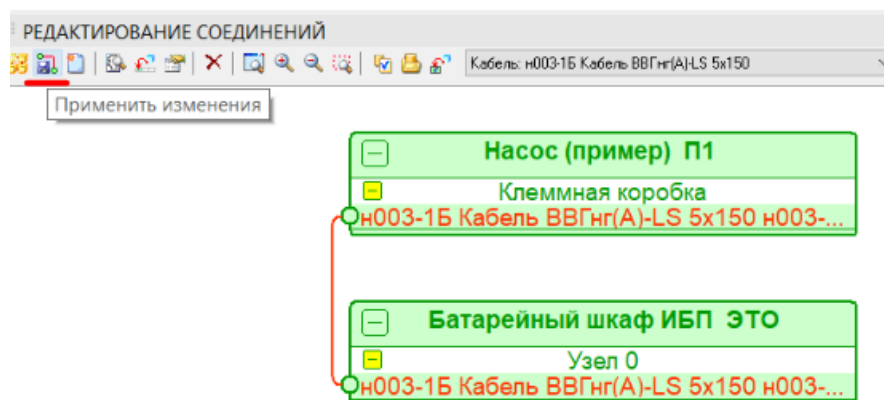 РЕДАКТИРОВАНИЕ СОЕДИНЕНИЙ
Кабель: н003-1Б Кабель ВВГнг(А)-LS 5x150
Применить изменения
Насос (пример) П1
Клеммная коробка
н003-1Б Кабель ВВГнг(А)-LS 5x150 н003-...
Батарейный шкаф ИБП ЭТО
Узел 0
н003-1Б Кабель ВВГнг(А)-LS 5x150 н003-...